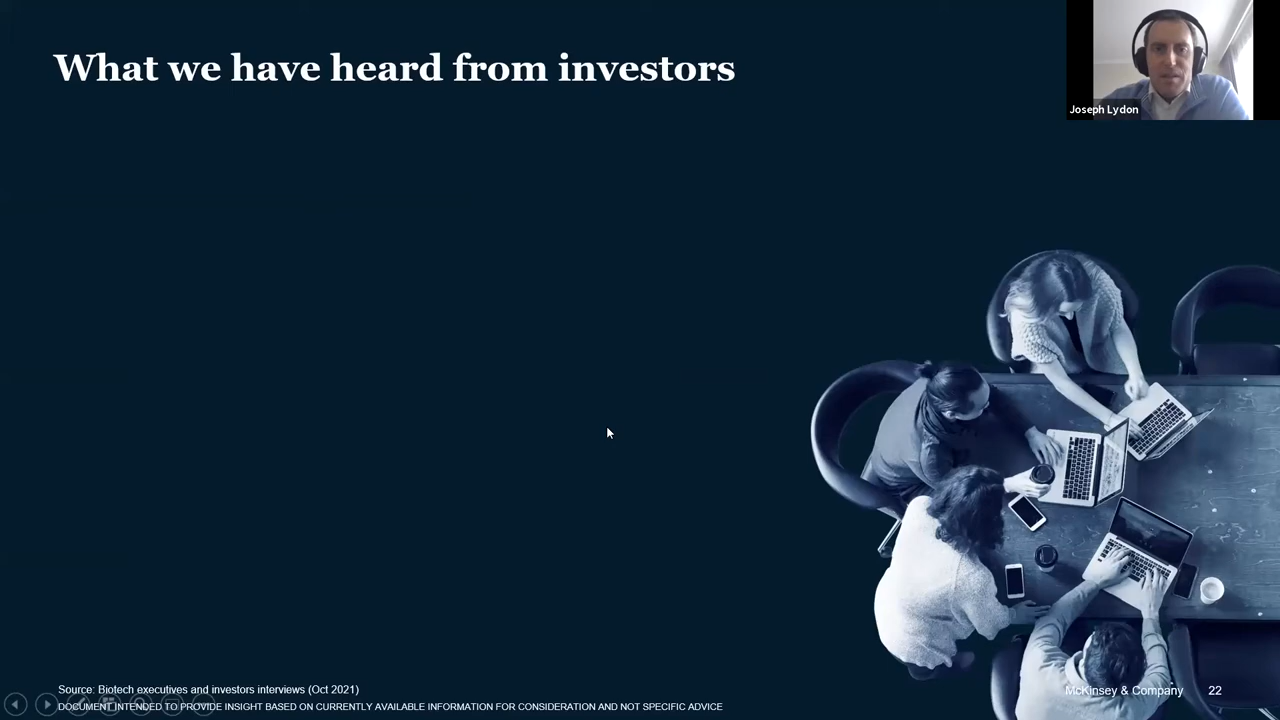 What we have heard from investors
Joseph Lydon
Source: Biotech executives and investors interviews (Oct 2021)
McKinsey & Company 22
DOCUMENT INTENDED TO PROVIDE INSIGHT BASED ON CURRENTLY AVAILABLE INFORMATION FOR CONSIDERATION AND NOT SPECIFIC ADVICE